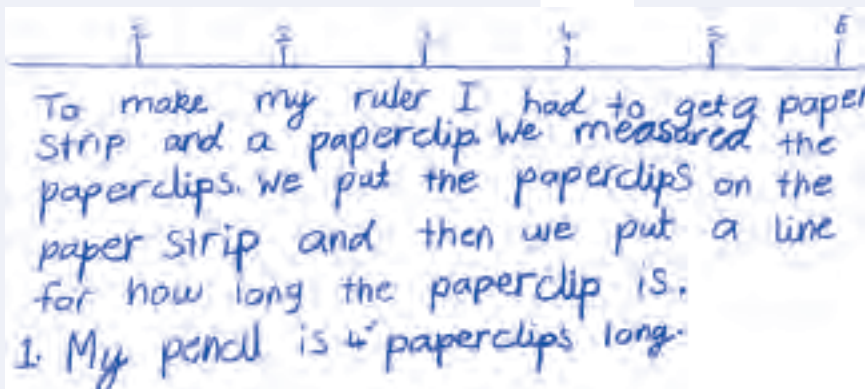 4 5 6
To make my ruler I had to get a paper
strip and a paperclip. We measured the
paperclips. We put the paperclips on the
paper strip and then we put a line
for how long the paperclip is.
1. My pencil is 4 paperclips long.